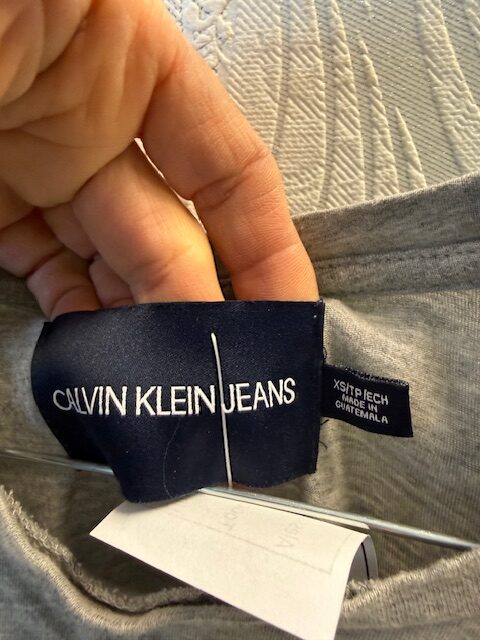 CALVIN KLEIN JEANS
XS/TP/ECH
MADE IN
GUATEMALA